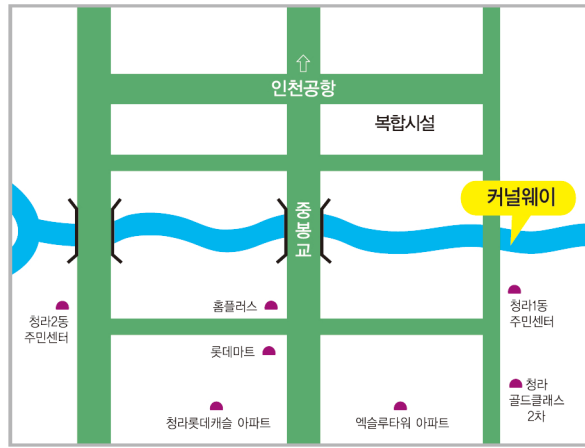 인천공항
복합시설
커널웨이
중봉교
청라2동
주민센터
홈플러스
청라1동
주민센터
롯데마트
청라롯데캐슬 아파트
엑슬루타워 아파트
청라
골드클래스
2차